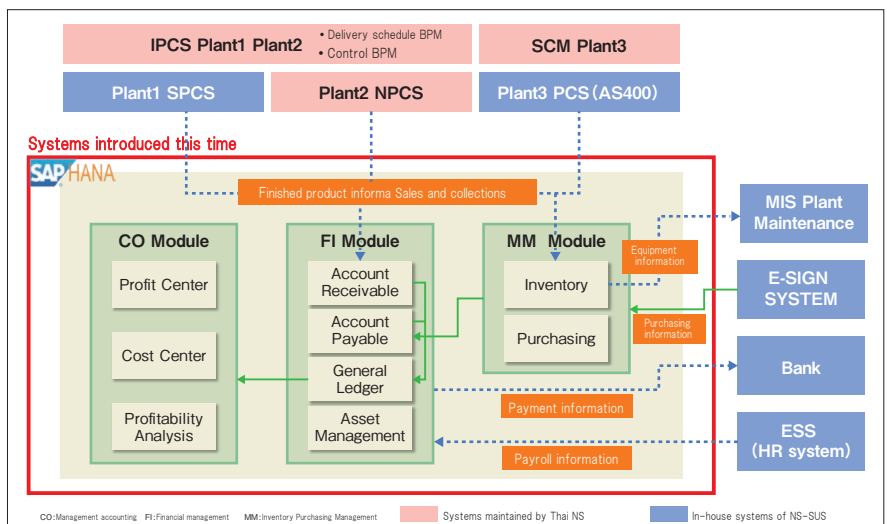 IPCS Plant1 Plant2
• Delivery schedule BPM
• Control BPM
SCM Plant3
Plant1 SPCS
Plant2 NPCS
Plant3 PCS(AS400)
Systems introduced this time
SAP HANA
Finished product informa Sales and collections
CO Module
Profit Center
Cost Center
Profitability
Analysis
FI Module
Account
Receivable
Account
Payable
General
Ledger
Asset
Management
MM Module
Inventory
Purchasing
Equipment
information
Purchasing
information
Payment information
Payroll information
MIS Plant
Maintenance
E-SIGN
SYSTEM
Bank
ESS
(HR system)
CO:Management accounting FI:Financial management MM:Inventory Purchasing Management
Systems maintained by Thai NS
In-house systems of NS-SUS